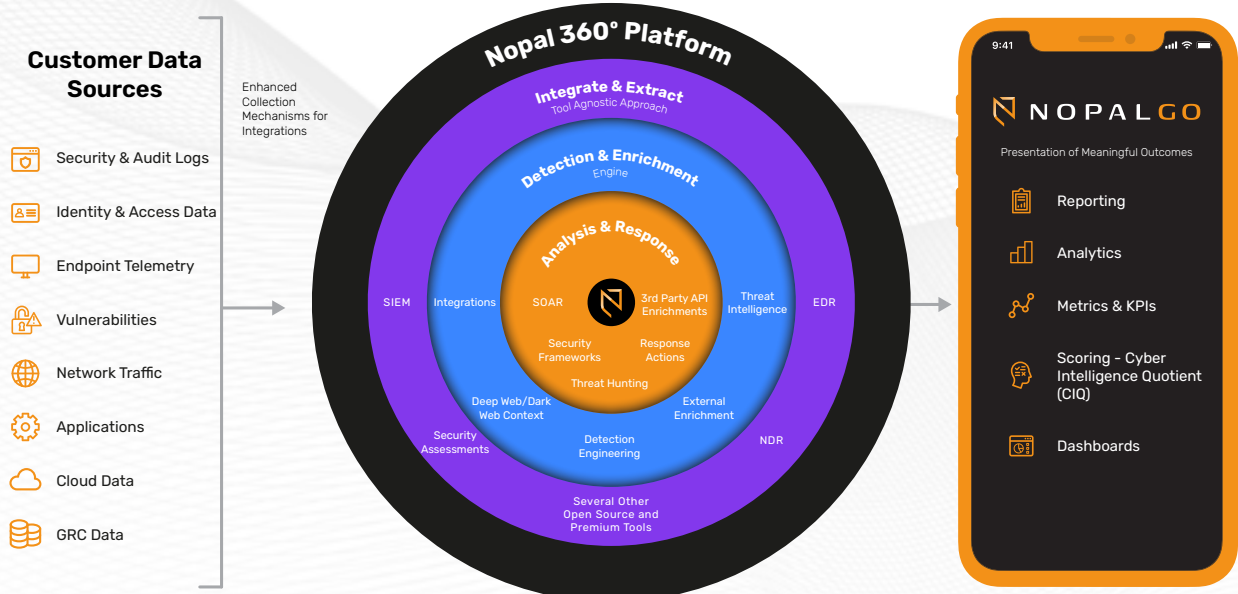 Customer Data
Sources
Security & Audit Logs
Identity & Access Data
Endpoint Telemetry
Vulnerabilities
Network Traffic
Applications
Cloud Data
GRC Data
Enhanced
Collection
Mechanisms for
Integrations
Nopal 360° Platform
Integrate & Extract
Tool Agnostic Approach
SIEM
EDR
Security
Assessments
NDR
Several Other
Open Source and
Premium Tools
Detection & Enrichment
Engine
Integrations
Threat
Intelligence
Deep Web/Dark
Web Context
External
Enrichment
Detection
Engineering
Analysis & Response
SOAR
3rd Party API
Enrichments
Security
Frameworks
Response
Actions
Threat Hunting
9:41
NOPALGO
Presentation of Meaningful Outcomes
Reporting
Analytics
Metrics & KPIs
Scoring - Cyber
Intelligence Quotient
(CIQ)
Dashboards